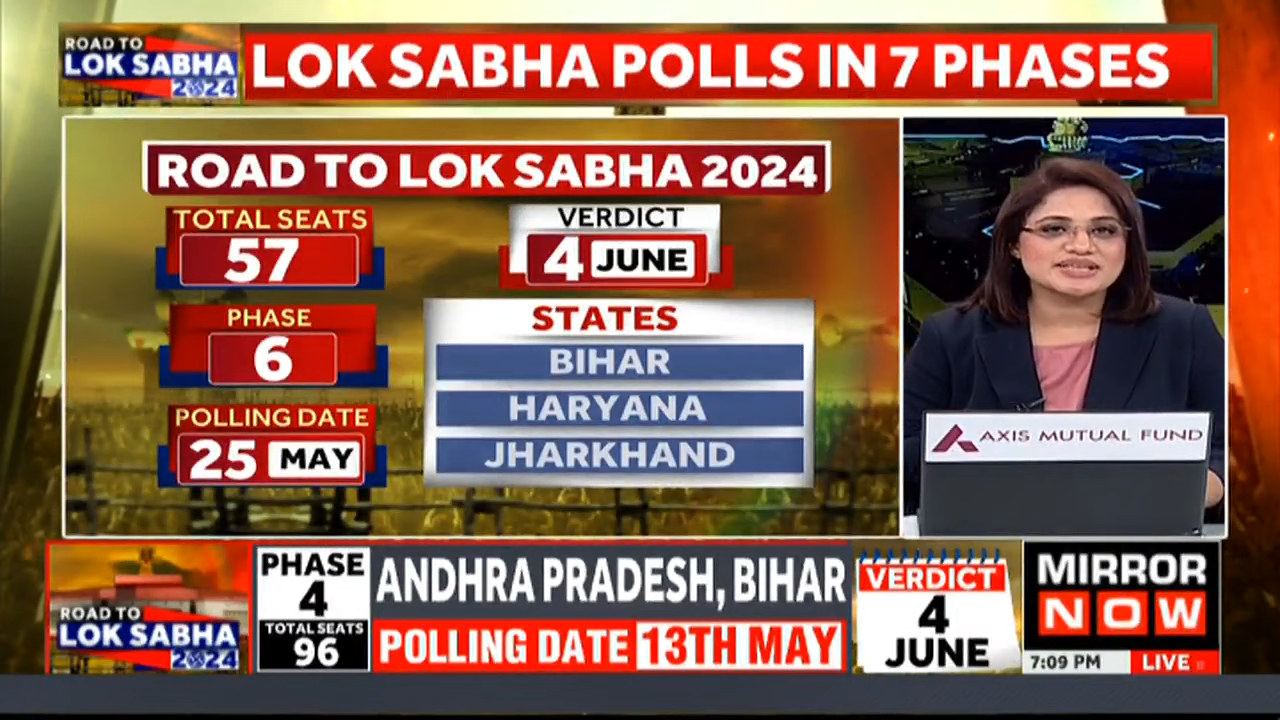 ROAD TO
LOK SABHA
2024
LOK SABHA POLLS IN 7 PHASES
ROAD TO LOK SABHA 2024
TOTAL SEATS
57
PHASE
6
POLLING DATE
25 MAY
VERDICT
4 JUNE
STATES
BIHAR
HARYANA
JHARKHAND
AXIS MUTUAL FUND
ROAD TO
LOK SABHA
2024
PHASE
4
TOTAL SEATS
96
ANDHRA PRADESH, BIHAR
POLLING DATE 13TH MAY
VERDICT
4
JUNE
MIRROR
NOW
7:09 PM LIVE